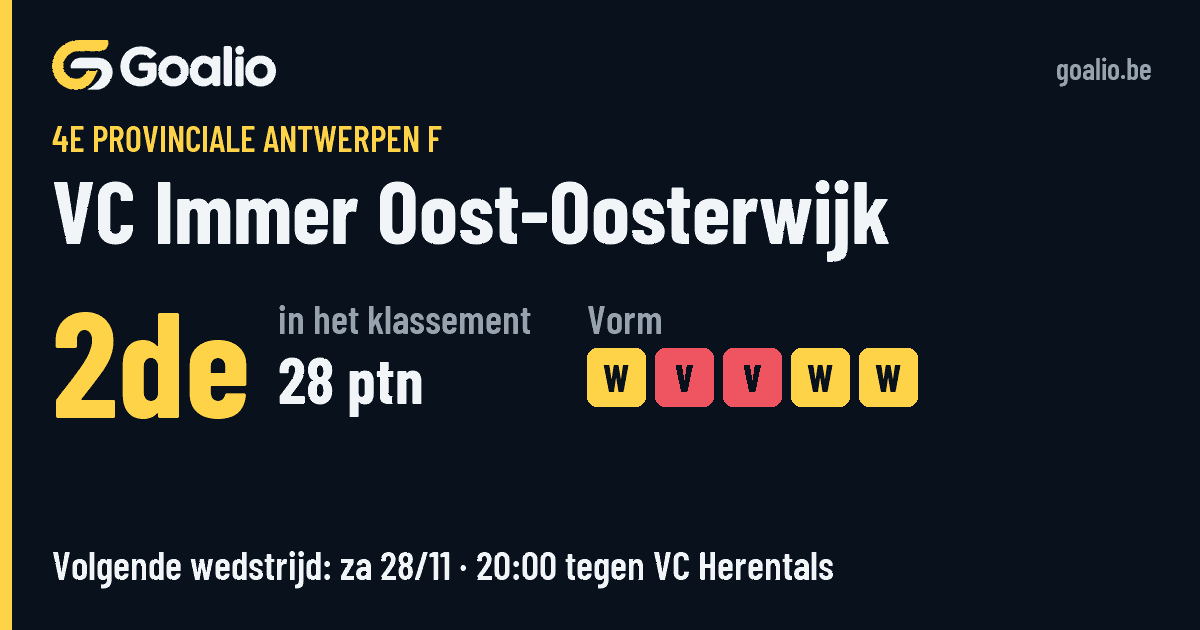 Goalio
goalio.be
4E PROVINCIALE ANTWERPEN F
VC Immer Oost-Oosterwijk
2de
in het klassement
28 ptn
Vorm
W V V W W
Volgende wedstrijd: za 28/11 · 20:00 tegen VC Herentals